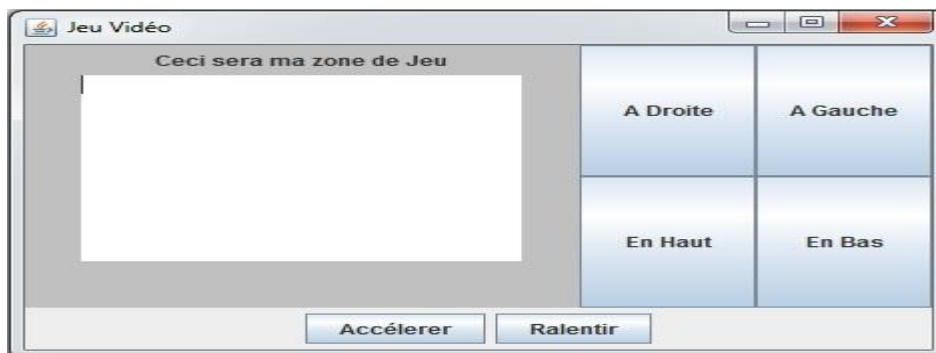 Jeu Vidéo
Ceci sera ma zone de Jeu
A Droite
A Gauche
En Haut
En Bas
Accélerer
Ralentir